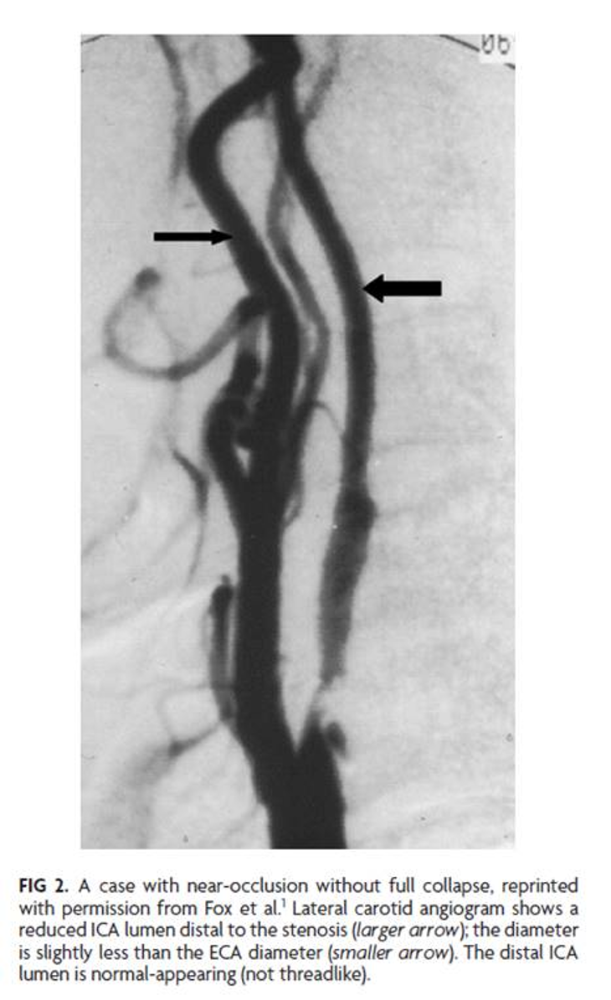 06
FIG 2. A case with near-occlusion without full collapse, reprinted
with permission from Fox et al.¹ Lateral carotid angiogram shows a
reduced ICA lumen distal to the stenosis (larger arrow); the diameter
is slightly less than the ECA diameter (smaller arrow). The distal ICA
lumen is normal-appearing (not threadlike).